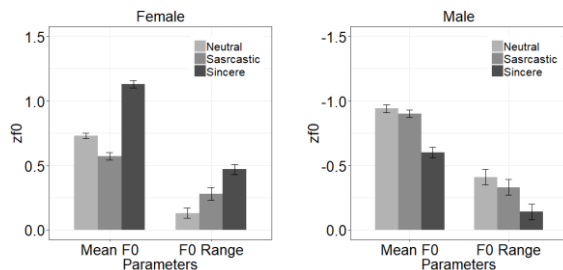 Female
1.5
1.0
0.5
0.0
zf0
Neutral
Sasrcastic
Sincere
Mean F0 F0 Range
Parameters
Male
-1.5
-1.0
-0.5
0.0
zf0
Neutral
Sasrcastic
Sincere
Mean F0 F0 Range
Parameters